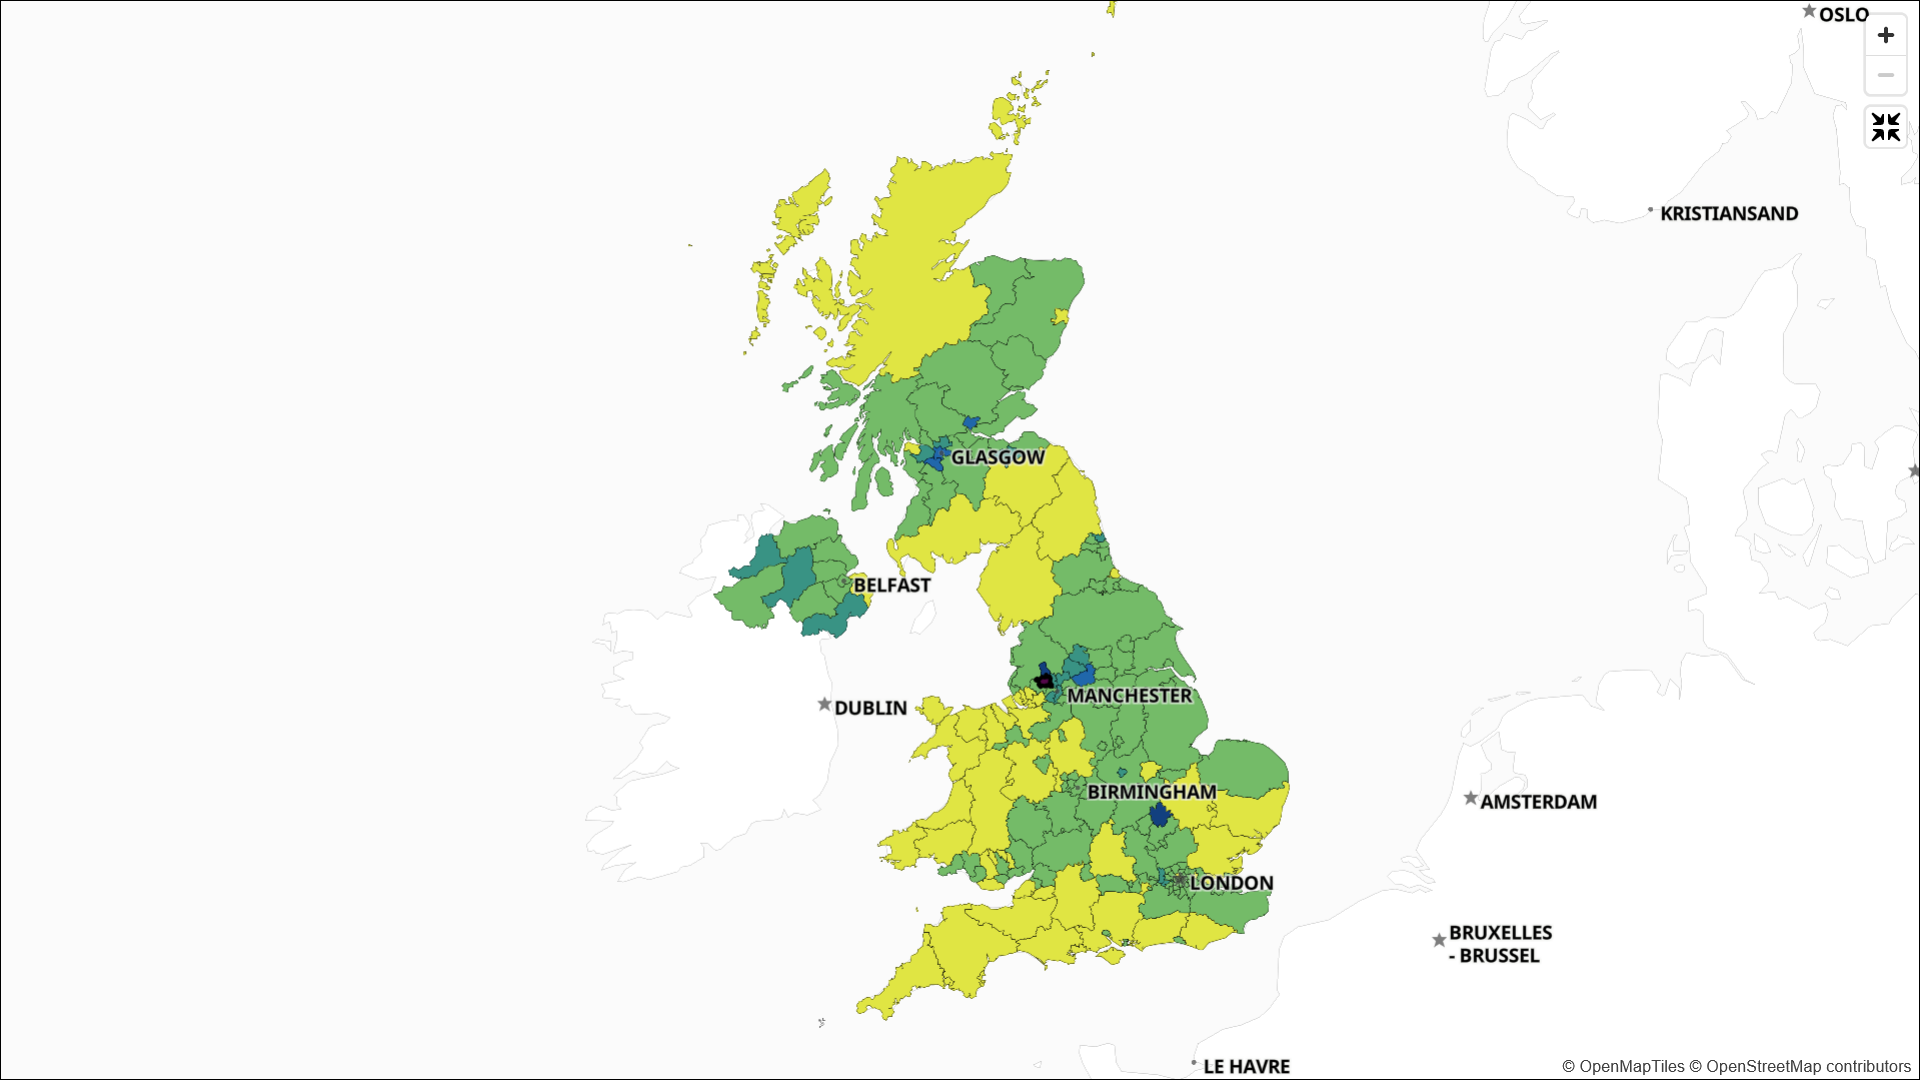 OSLO
+
−
KRISTIANSAND
GLASGOW
BELFAST
MANCHESTER
DUBLIN
BIRMINGHAM
AMSTERDAM
LONDON
BRUXELLES
- BRUSSEL
LE HAVRE
© OpenMapTiles © OpenStreetMap contributors